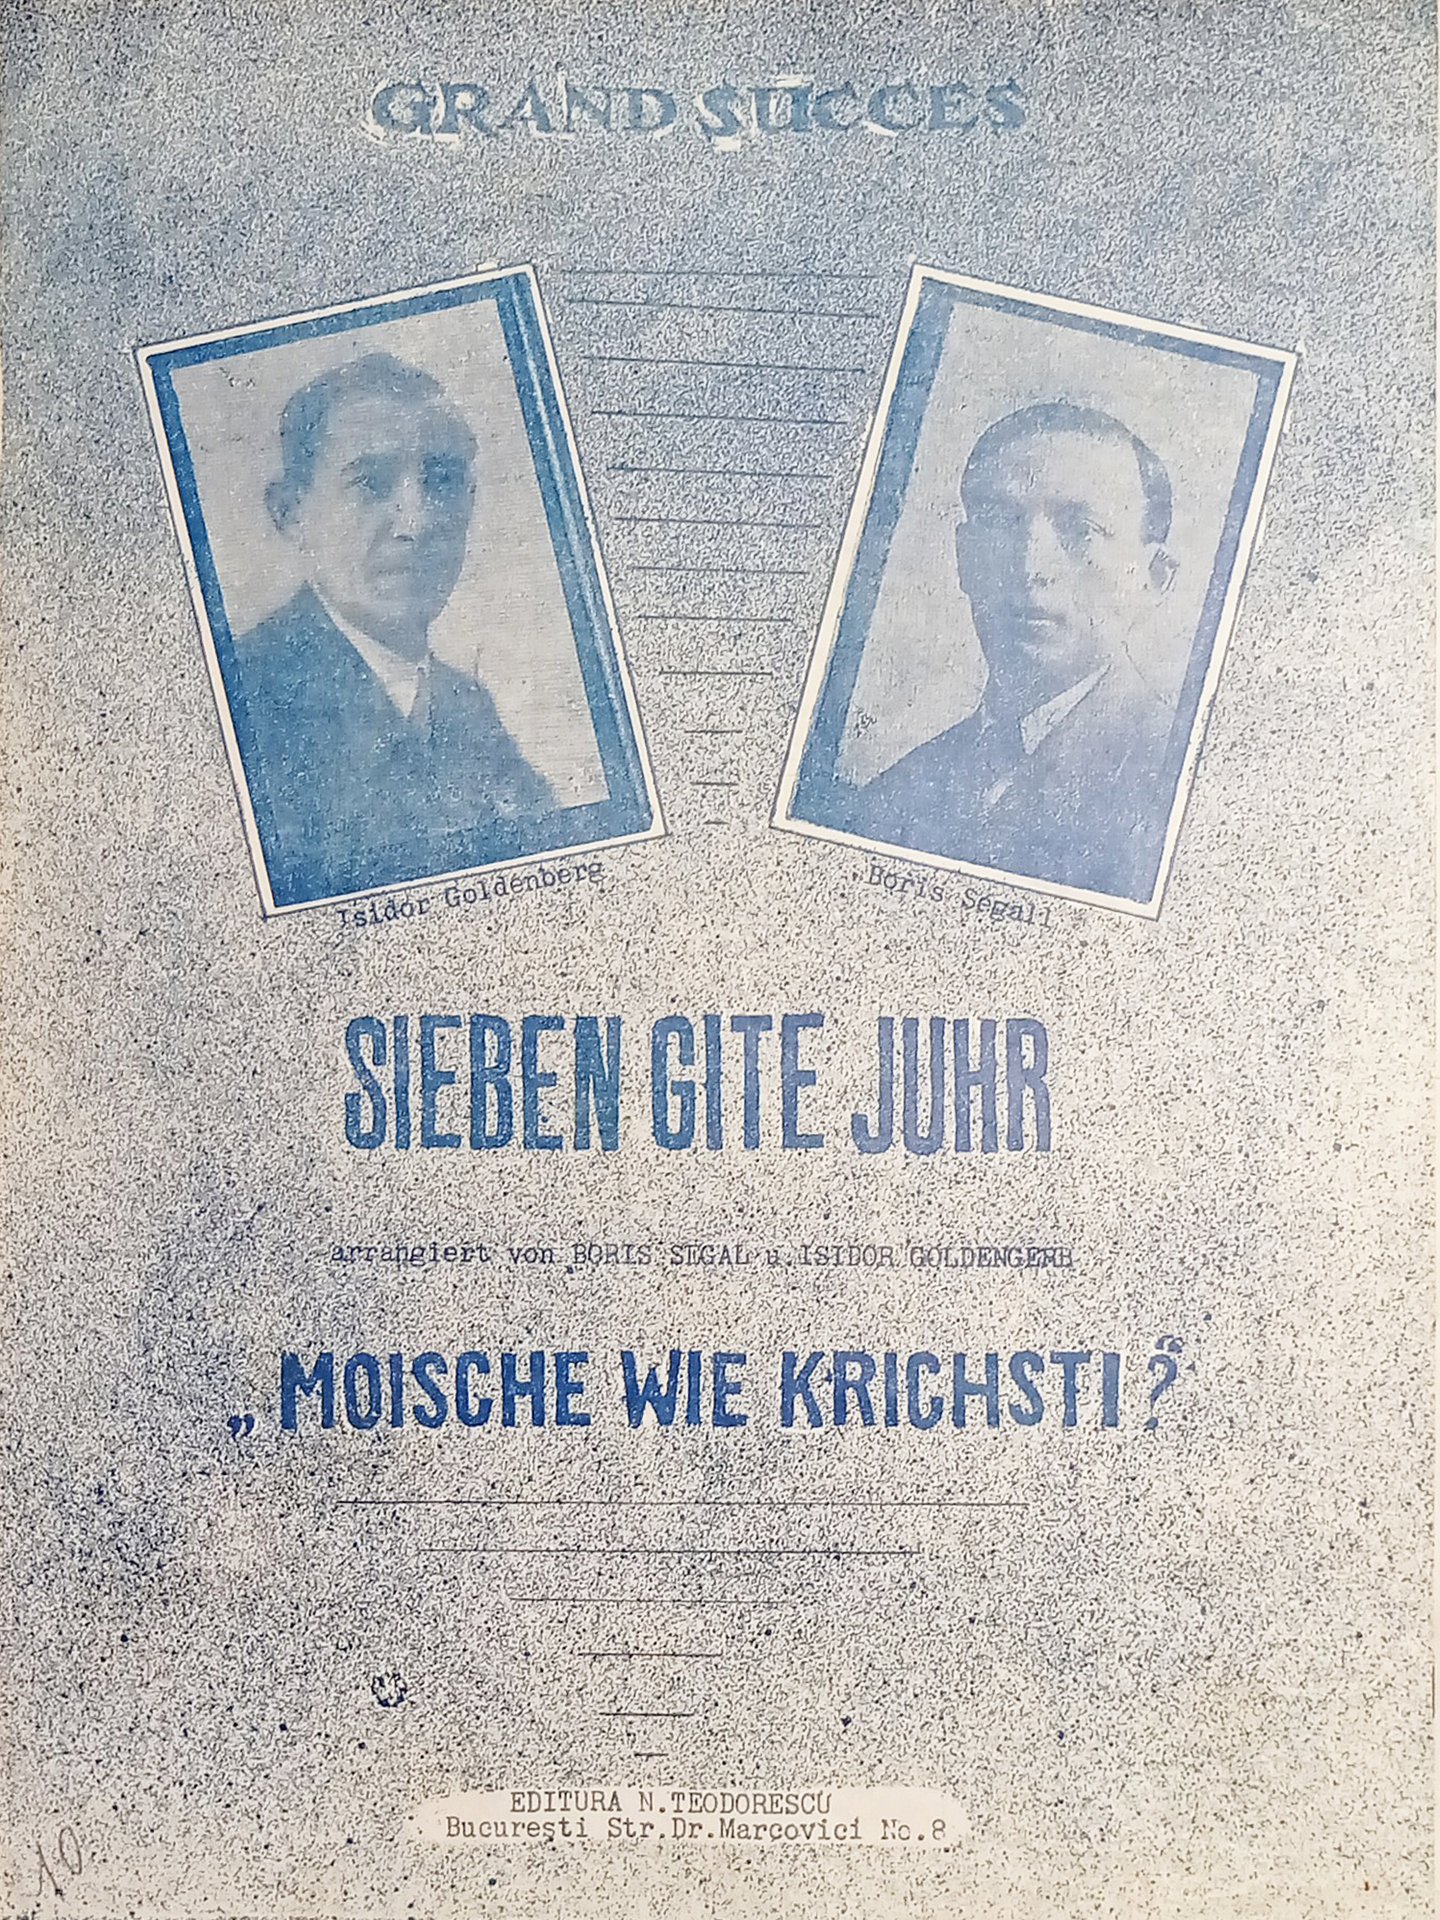 GRAND SUCCES
Isidor Goldenberg
Boris Segall
SIEBEN GITE JUHR
arrangiert von BORIS SEGAL u. ISIDOR GOLDENGERB
„MOISCHE WIE KRICHSTI?“
EDITURA N.TEODORESCU
Bucureşti Str.Dr.Marcovici No.8
10